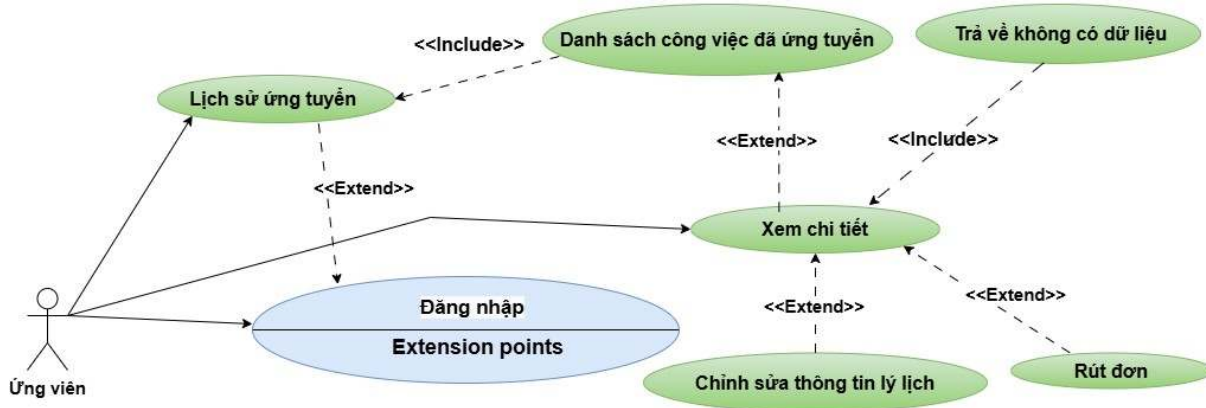 Danh sách công việc đã ứng tuyển
Trả về không có dữ liệu
<<Include>>
Lịch sử ứng tuyển
<<Extend>>
<<Include>>
<<Extend>>
Xem chi tiết
Đăng nhập
<<Extend>>
<<Extend>>
Extension points
Ứng viên
Chỉnh sửa thông tin lý lịch
Rút đơn